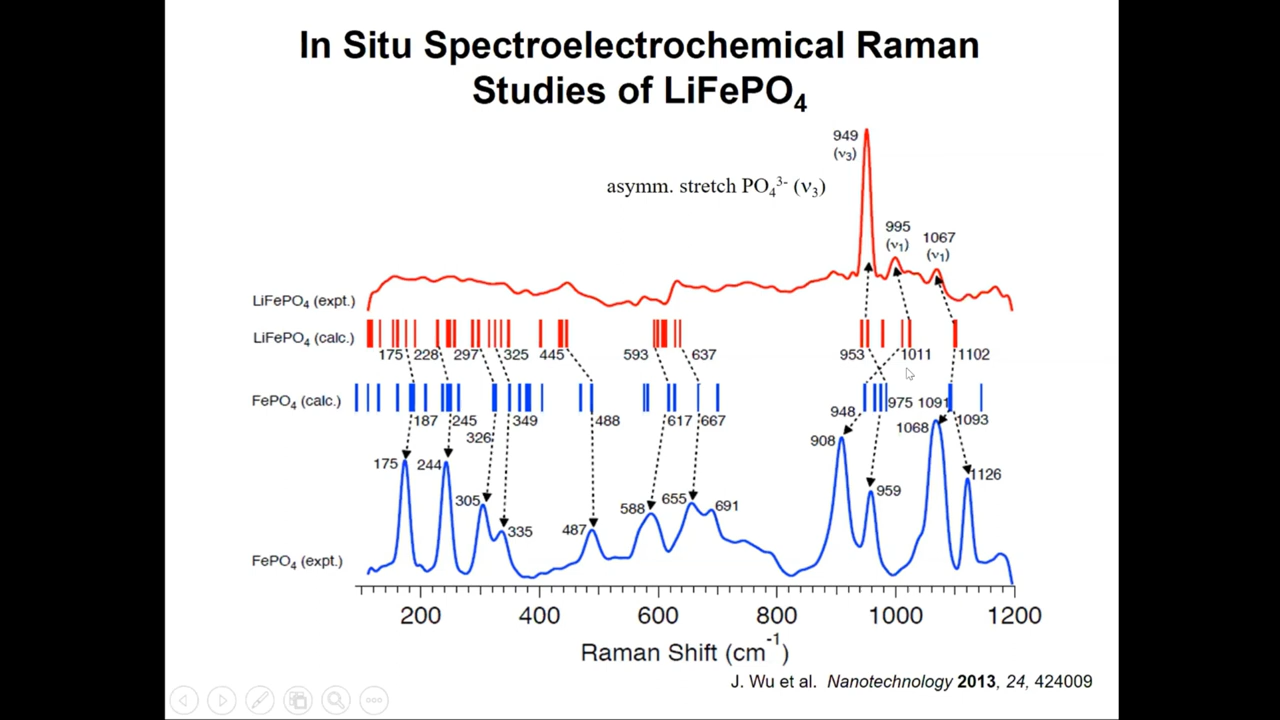 In Situ Spectroelectrochemical Raman
Studies of LiFePO₄
949
(ν₃)
asymm. stretch PO₄³⁻ (ν₃)
995
(ν₁)
1067
(ν₁)
LiFePO₄ (expt.)
LiFePO₄ (calc.)
175 228 297 325 445 593 637 953 1011 1102
FePO₄ (calc.)
187 245 326 349 488 617 667 948 975 1091 1093
175 244 305 335 487 588 655 691 908 959 1068 1126
FePO₄ (expt.)
200 400 600 800 1000 1200
Raman Shift (cm⁻¹)
J. Wu et al. Nanotechnology 2013, 24, 424009